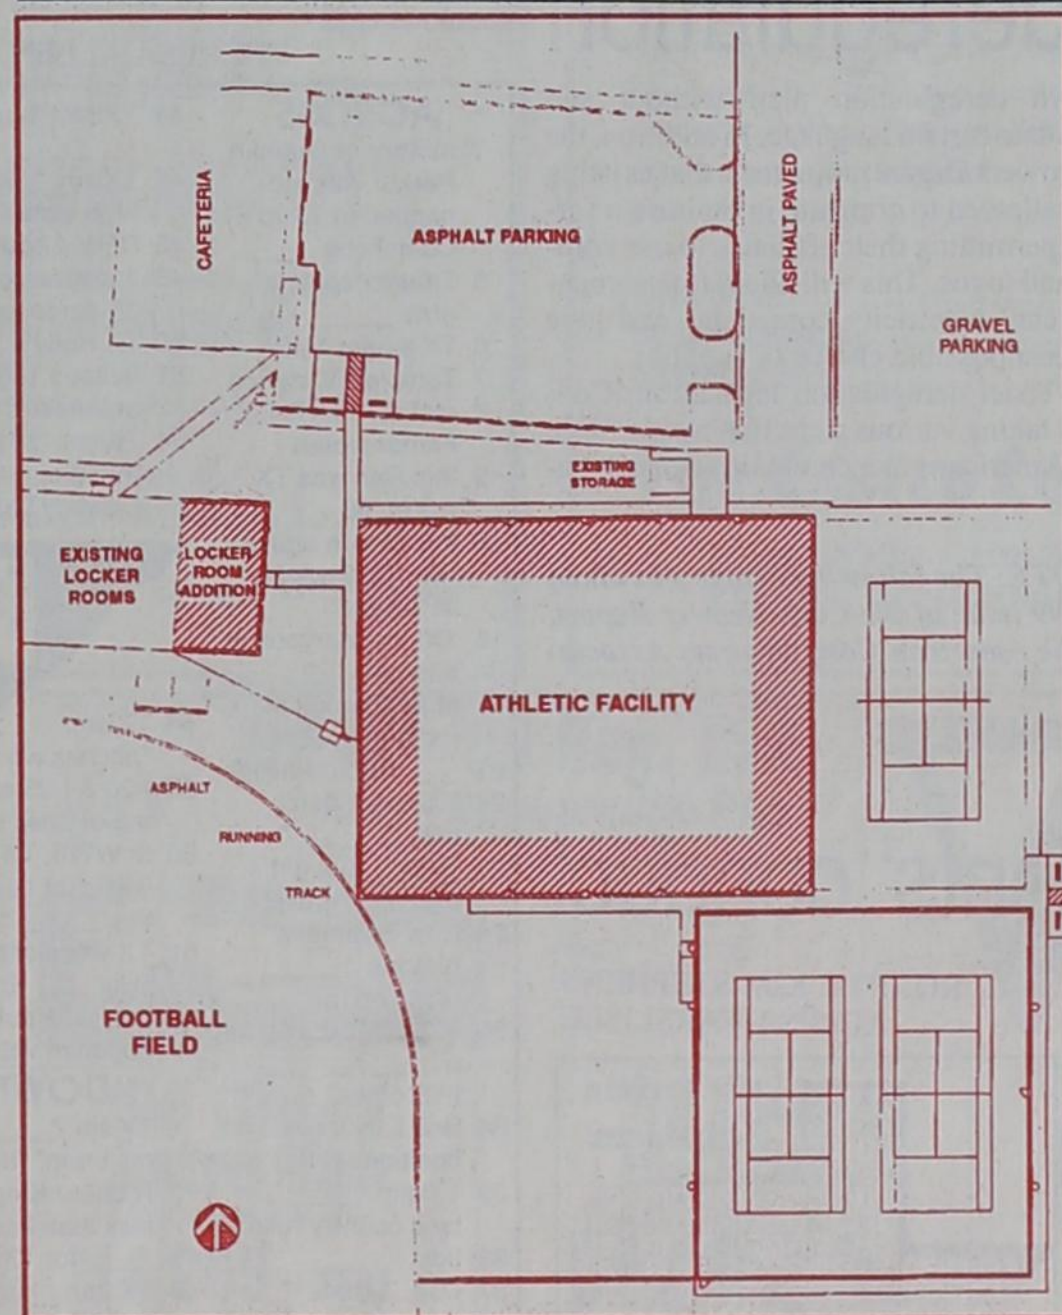 CAFETERIA
ASPHALT PARKING
ASPHALT PAVED
GRAVEL
PARKING
EXISTING
STORAGE
EXISTING
LOCKER
ROOMS
LOCKER
ROOM
ADDITION
ATHLETIC FACILITY
ASPHALT
RUNNING
TRACK
FOOTBALL
FIELD